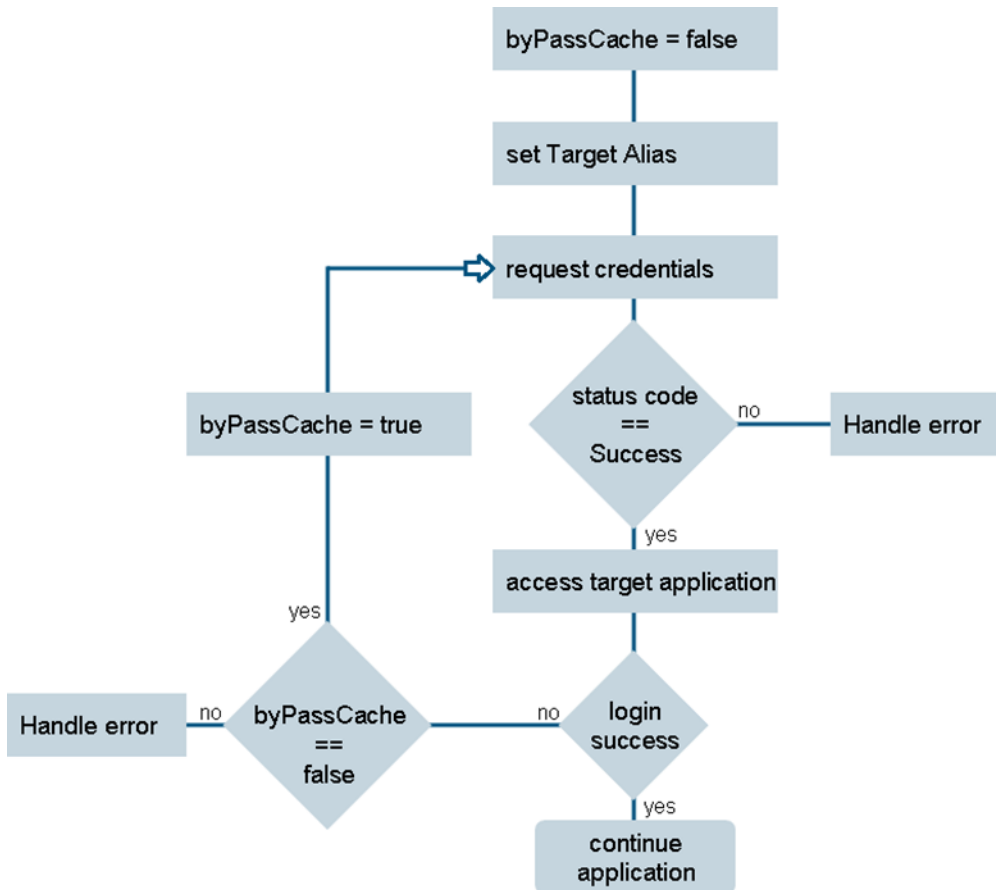 byPassCache = false
set Target Alias
request credentials
status code
==
Success
no
Handle error
byPassCache = true
yes
access target application
yes
login
success
no
byPassCache
==
false
no
Handle error
yes
continue
application